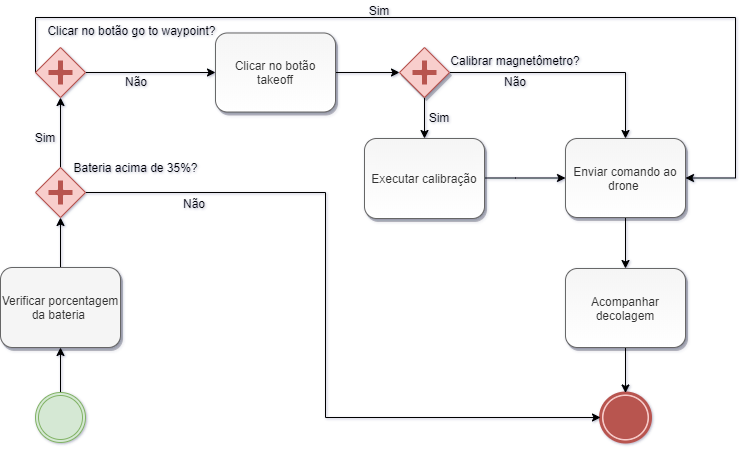 Sim
Clicar no botão go to waypoint?
Clicar no botão
takeoff
Calibrar magnetômetro?
Não
Não
Sim
Sim
Bateria acima de 35%?
Executar calibração
Enviar comando ao
drone
Não
Verificar porcentagem
da bateria
Acompanhar
decolagem